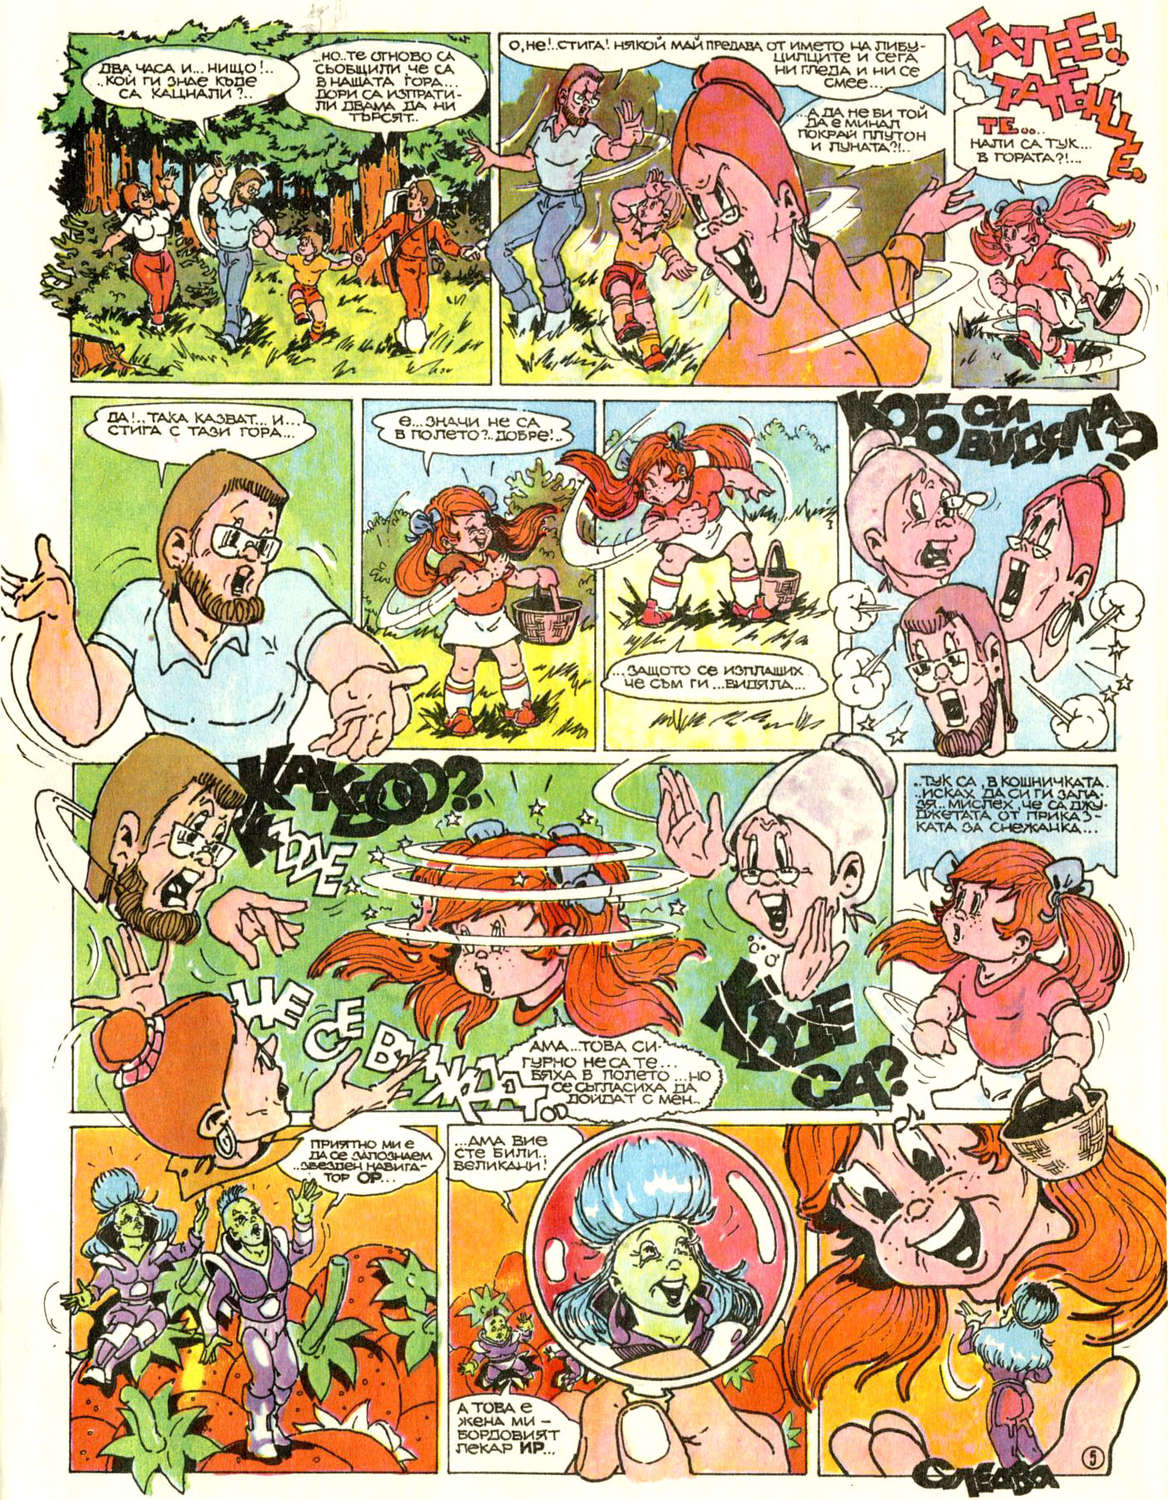 ДВА ЧАСА И... НИЩО!..
..КОЙ ГИ ЗНАЕ КЪДЕ
СА КАЦНАЛИ?...
...НО..ТЕ ОТНОВО СА
СЪОБЩИЛИ, ЧЕ СА
В НАШАТА ГОРА...
ДОРИ СА ИЗПРАТИ-
ЛИ ДВАМА ДА НИ
ТЪРСЯТ..
О, НЕ!..СТИГА! НЯКОЙ МАЙ ПРЕДАВА ОТ ИМЕТО НА ЛИБУ-
ЦИЛЦИТЕ И СЕГА
НИ ГЛЕДА И НИ СЕ
СМЕЕ...
...А ДА НЕ БИ ТОЙ
ДА Е МИНАЛ
ПОКРАЙ ПЛУТОН
И ЛУНАТА?!..
ТАТЕЕ!..
ТАТЕНЦЕ..
ТЕ...
НАЛИ СА ТУК...
В ГОРАТА?!...
ДА!..ТАКА КАЗВАТ... И...
СТИГА С ТАЗИ ГОРА...
Е...ЗНАЧИ НЕ СА
В ПОЛЕТО?..ДОБРЕ!..
...ЗАЩОТО СЕ ИЗПЛАШИХ
ЧЕ СЪМ ГИ...ВИДЯЛА...
КОГО СИ
ВИДЯЛА?
КАКВООО?..
КЪДЕ
ЧЕ СЕ ВИЖДАТ...
КЪДЕ
СА?
АМА...ТОВА СИ-
ГУРНО НЕ СА ТЕ...
БЯХА В ПОЛЕТО...НО
СЕ СЪГЛАСИХА ДА
ДОЙДАТ С МЕН..
..ТУК СА, В КОШНИЧКАТА.
..ИСКАХ ДА СИ ГИ ЗАПА-
ЗЯ...МИСЛЕХ, ЧЕ СА ДЖУ-
ДЖЕТАТА ОТ ПРИКАЗ-
КАТА ЗА СНЕЖАНКА...
ПРИЯТНО МИ Е
ДА СЕ ЗАПОЗНАЕМ
..ЗВЕЗДЕН НАВИГА-
ТОР ОР...
...АМА ВИЕ
СТЕ БИЛИ..
ВЕЛИКАНИ!
А ТОВА Е
ЖЕНА МИ –
БОРДОВИЯТ
ЛЕКАР ИР...
5
СЛЕДВА